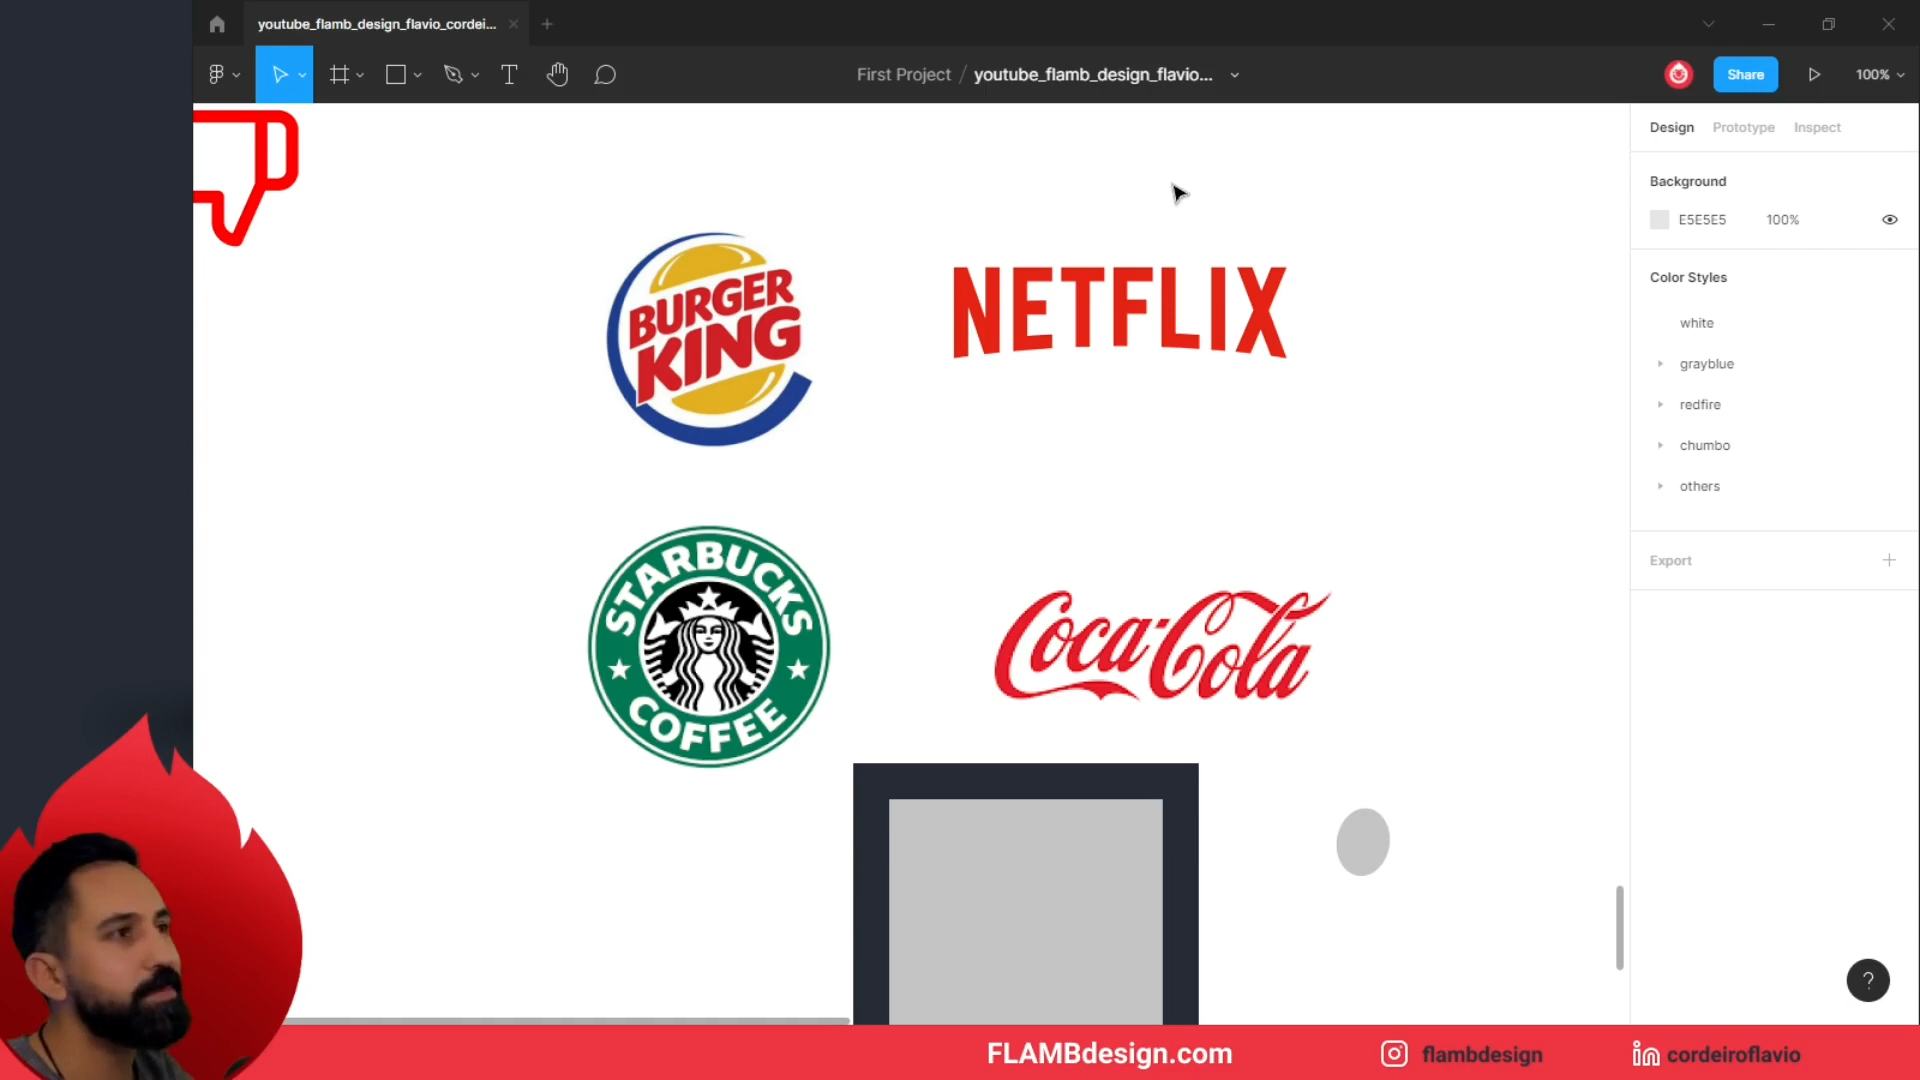 youtube_flamb_design_flavio_cordei...
First Project / youtube_flamb_design_flavio...
Share
100%
Design Prototype Inspect
Background
E5E5E5 100%
Color Styles
white
grayblue
redfire
chumbo
others
Export
BURGER
KING
NETFLIX
STARBUCKS
COFFEE
Coca-Cola
?
FLAMBdesign.com
flambdesign
in cordeiroflavio